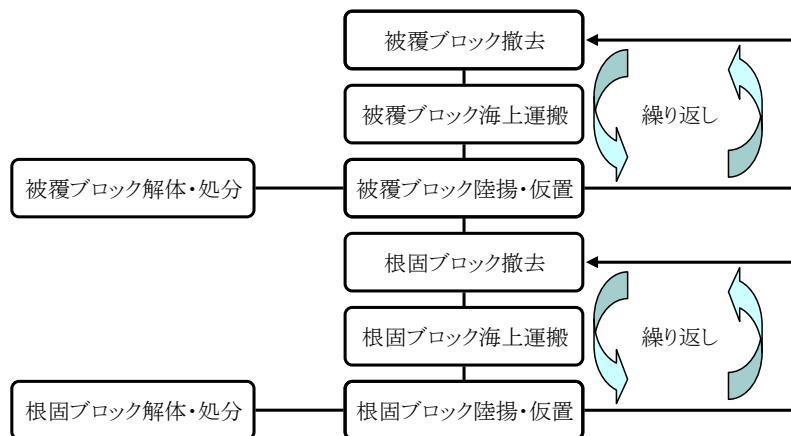 被覆ブロック撤去
被覆ブロック海上運搬
繰り返し
被覆ブロック解体・処分
被覆ブロック陸揚・仮置
根固ブロック撤去
根固ブロック海上運搬
繰り返し
根固ブロック解体・処分
根固ブロック陸揚・仮置